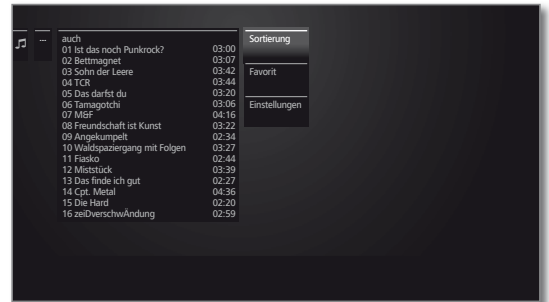 ...
auch
01 Ist das noch Punkrock? 03:00
02 Bettmagnet 03:07
03 Sohn der Leere 03:42
04 TCR 03:44
05 Das darfst du 03:20
06 Tamagotchi 03:06
07 M&F 04:16
08 Freundschaft ist Kunst 03:22
09 Angekumpelt 02:34
10 Waldspaziergang mit Folgen 03:27
11 Fiasko 02:44
12 Miststück 03:39
13 Das finde ich gut 02:27
14 Cpt. Metal 04:36
15 Die Hard 02:20
16 zeiDverschwÄndung 02:59
Sortierung
Favorit
Einstellungen